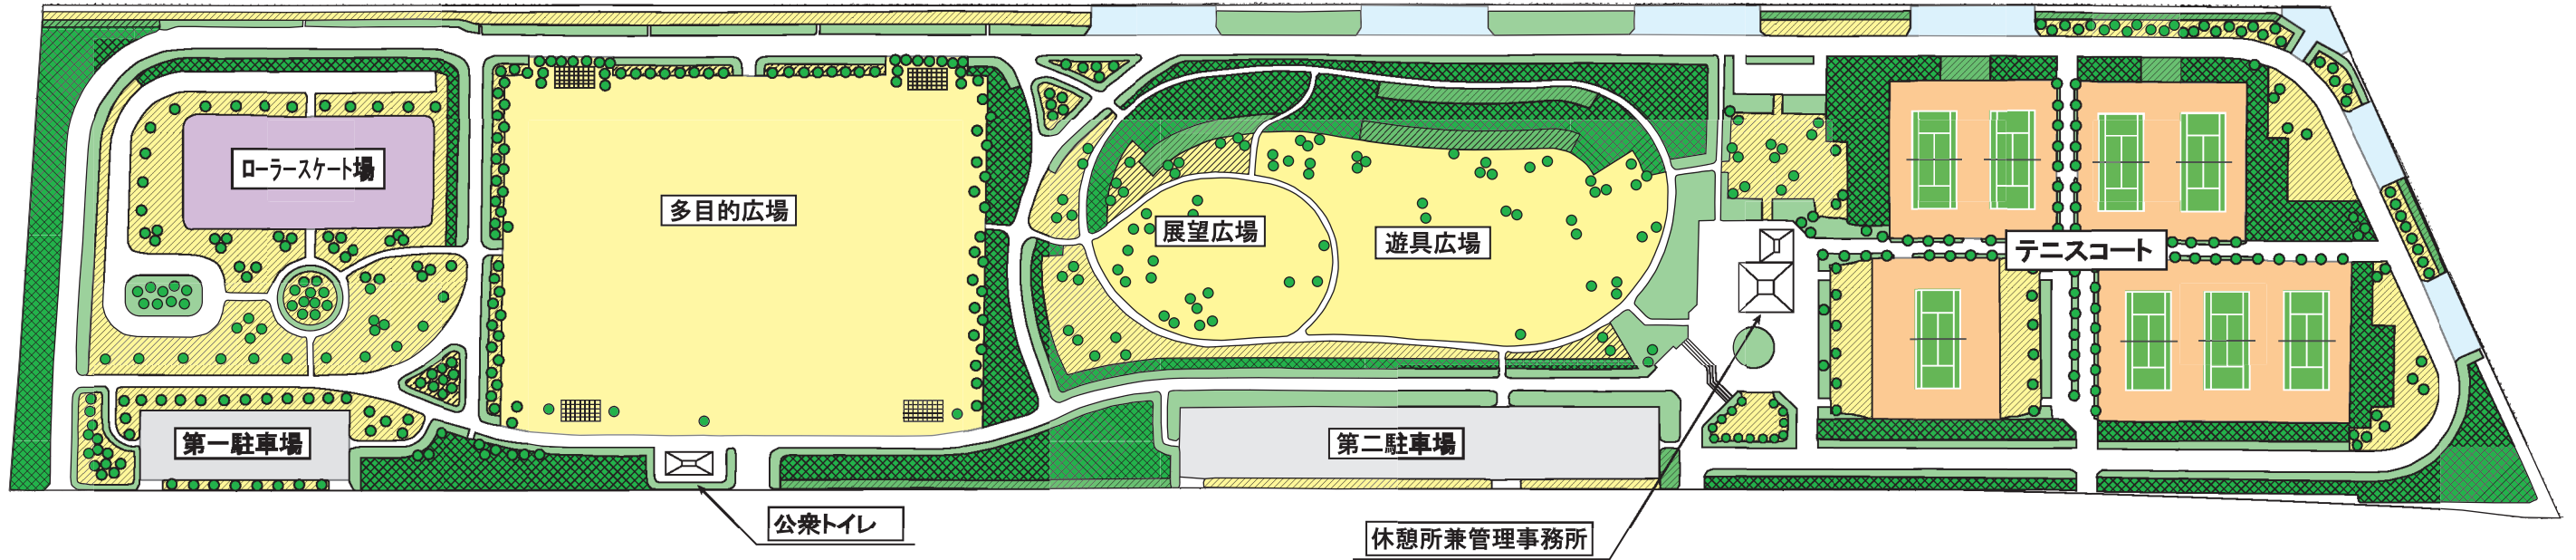 ローラースケート場
多目的広場
展望広場
遊具広場
テニスコート
第一駐車場
第二駐車場
公衆トイレ
休憩所兼管理事務所